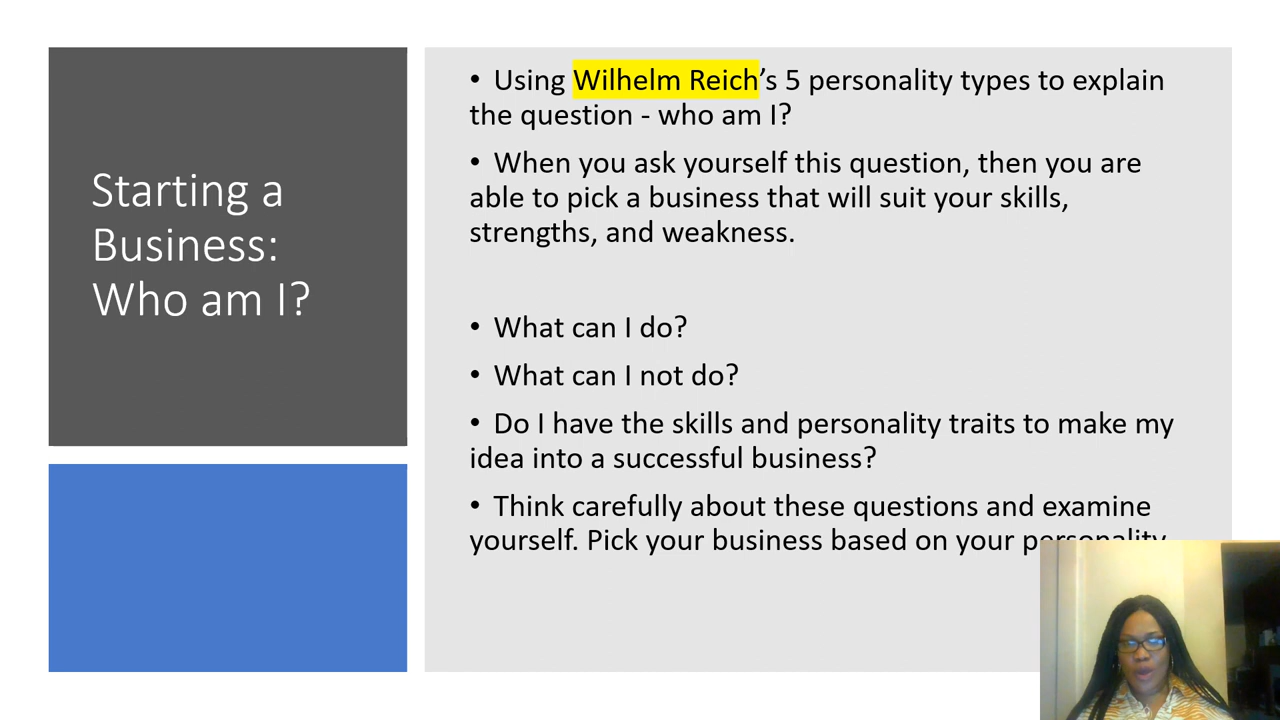 Starting a
Business:
Who am I?
• Using Wilhelm Reich’s 5 personality types to explain
the question - who am I?
• When you ask yourself this question, then you are
able to pick a business that will suit your skills,
strengths, and weakness.
• What can I do?
• What can I not do?
• Do I have the skills and personality traits to make my
idea into a successful business?
• Think carefully about these questions and examine
yourself. Pick your business based on your personality